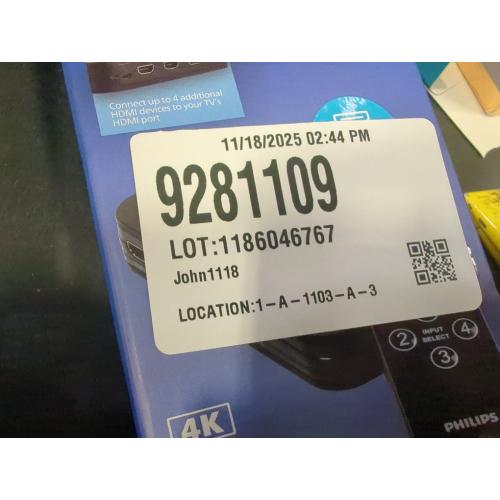 Connect up to 4 additional
HDMI devices to your TV's
HDMI port
11/18/2025 02:44 PM
9281109
LOT:1186046767
John1118
LOCATION:1-A-1103-A-3
2 INPUT SELECT 4
3
4K
PHILIPS